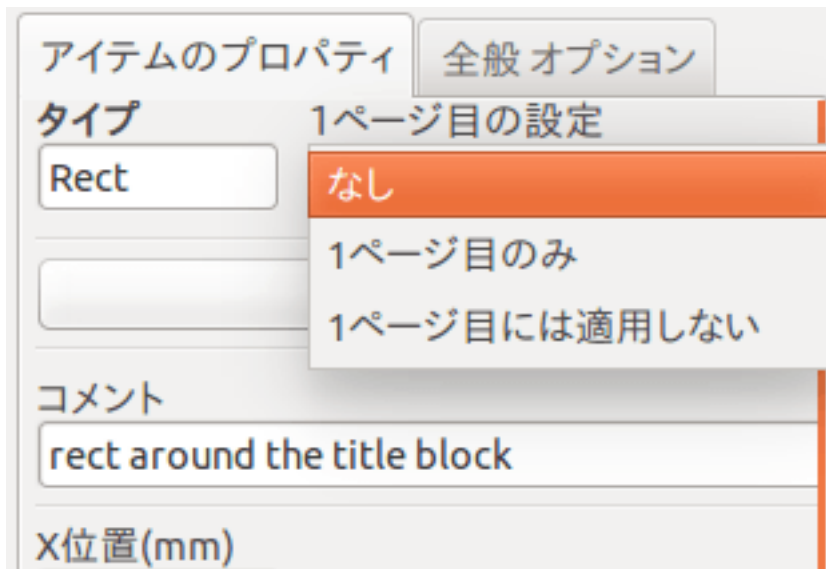 アイテムのプロパティ 全般 オプション
タイプ 1ページ目の設定
Rect なし
1ページ目のみ
1ページ目には適用しない
コメント
rect around the title block
X位置(mm)